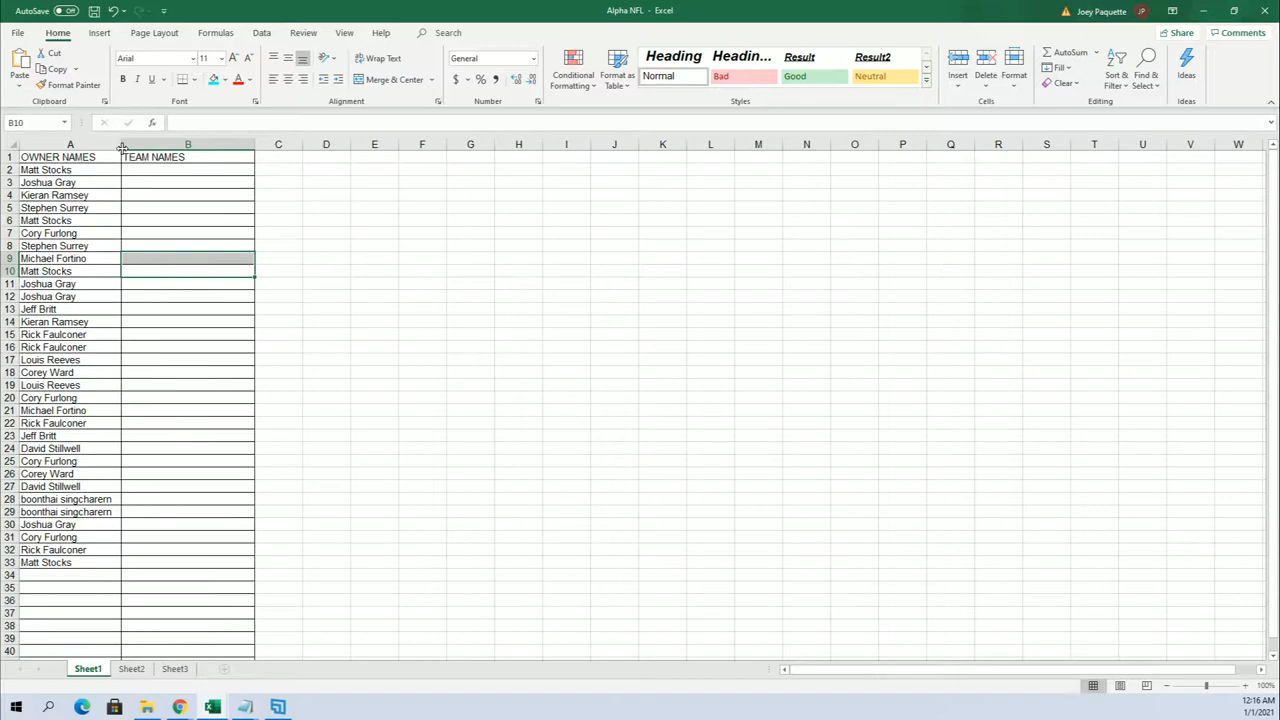 AutoSave Off Alpha NFL - Excel Joey Paquette JP
File Home Insert Page Layout Formulas Data Review View Help Search Share Comments
Paste Cut Copy Format Painter Clipboard
Arial 11 A A B I U A Font
Wrap Text Merge & Center Alignment
General $ % , Number
Conditional Formatting Format as Table
Heading Headin... Result Result2
Normal Bad Good Neutral
Styles
Insert Delete Format Cells
AutoSum Fill Clear Sort & Filter Find & Select Editing
Ideas Ideas
B10 fx
A B C D E F G H I J K L M N O P Q R S T U V W
1 OWNER NAMES TEAM NAMES
2 Matt Stocks
3 Joshua Gray
4 Kieran Ramsey
5 Stephen Surrey
6 Matt Stocks
7 Cory Furlong
8 Stephen Surrey
9 Michael Fortino
10 Matt Stocks
11 Joshua Gray
12 Joshua Gray
13 Jeff Britt
14 Kieran Ramsey
15 Rick Faulconer
16 Rick Faulconer
17 Louis Reeves
18 Corey Ward
19 Louis Reeves
20 Cory Furlong
21 Michael Fortino
22 Rick Faulconer
23 Jeff Britt
24 David Stillwell
25 Cory Furlong
26 Corey Ward
27 David Stillwell
28 boonthai singcharern
29 boonthai singcharern
30 Joshua Gray
31 Cory Furlong
32 Rick Faulconer
33 Matt Stocks
34
35
36
37
38
39
40
Sheet1 Sheet2 Sheet3
100%
12:16 AM
1/1/2021